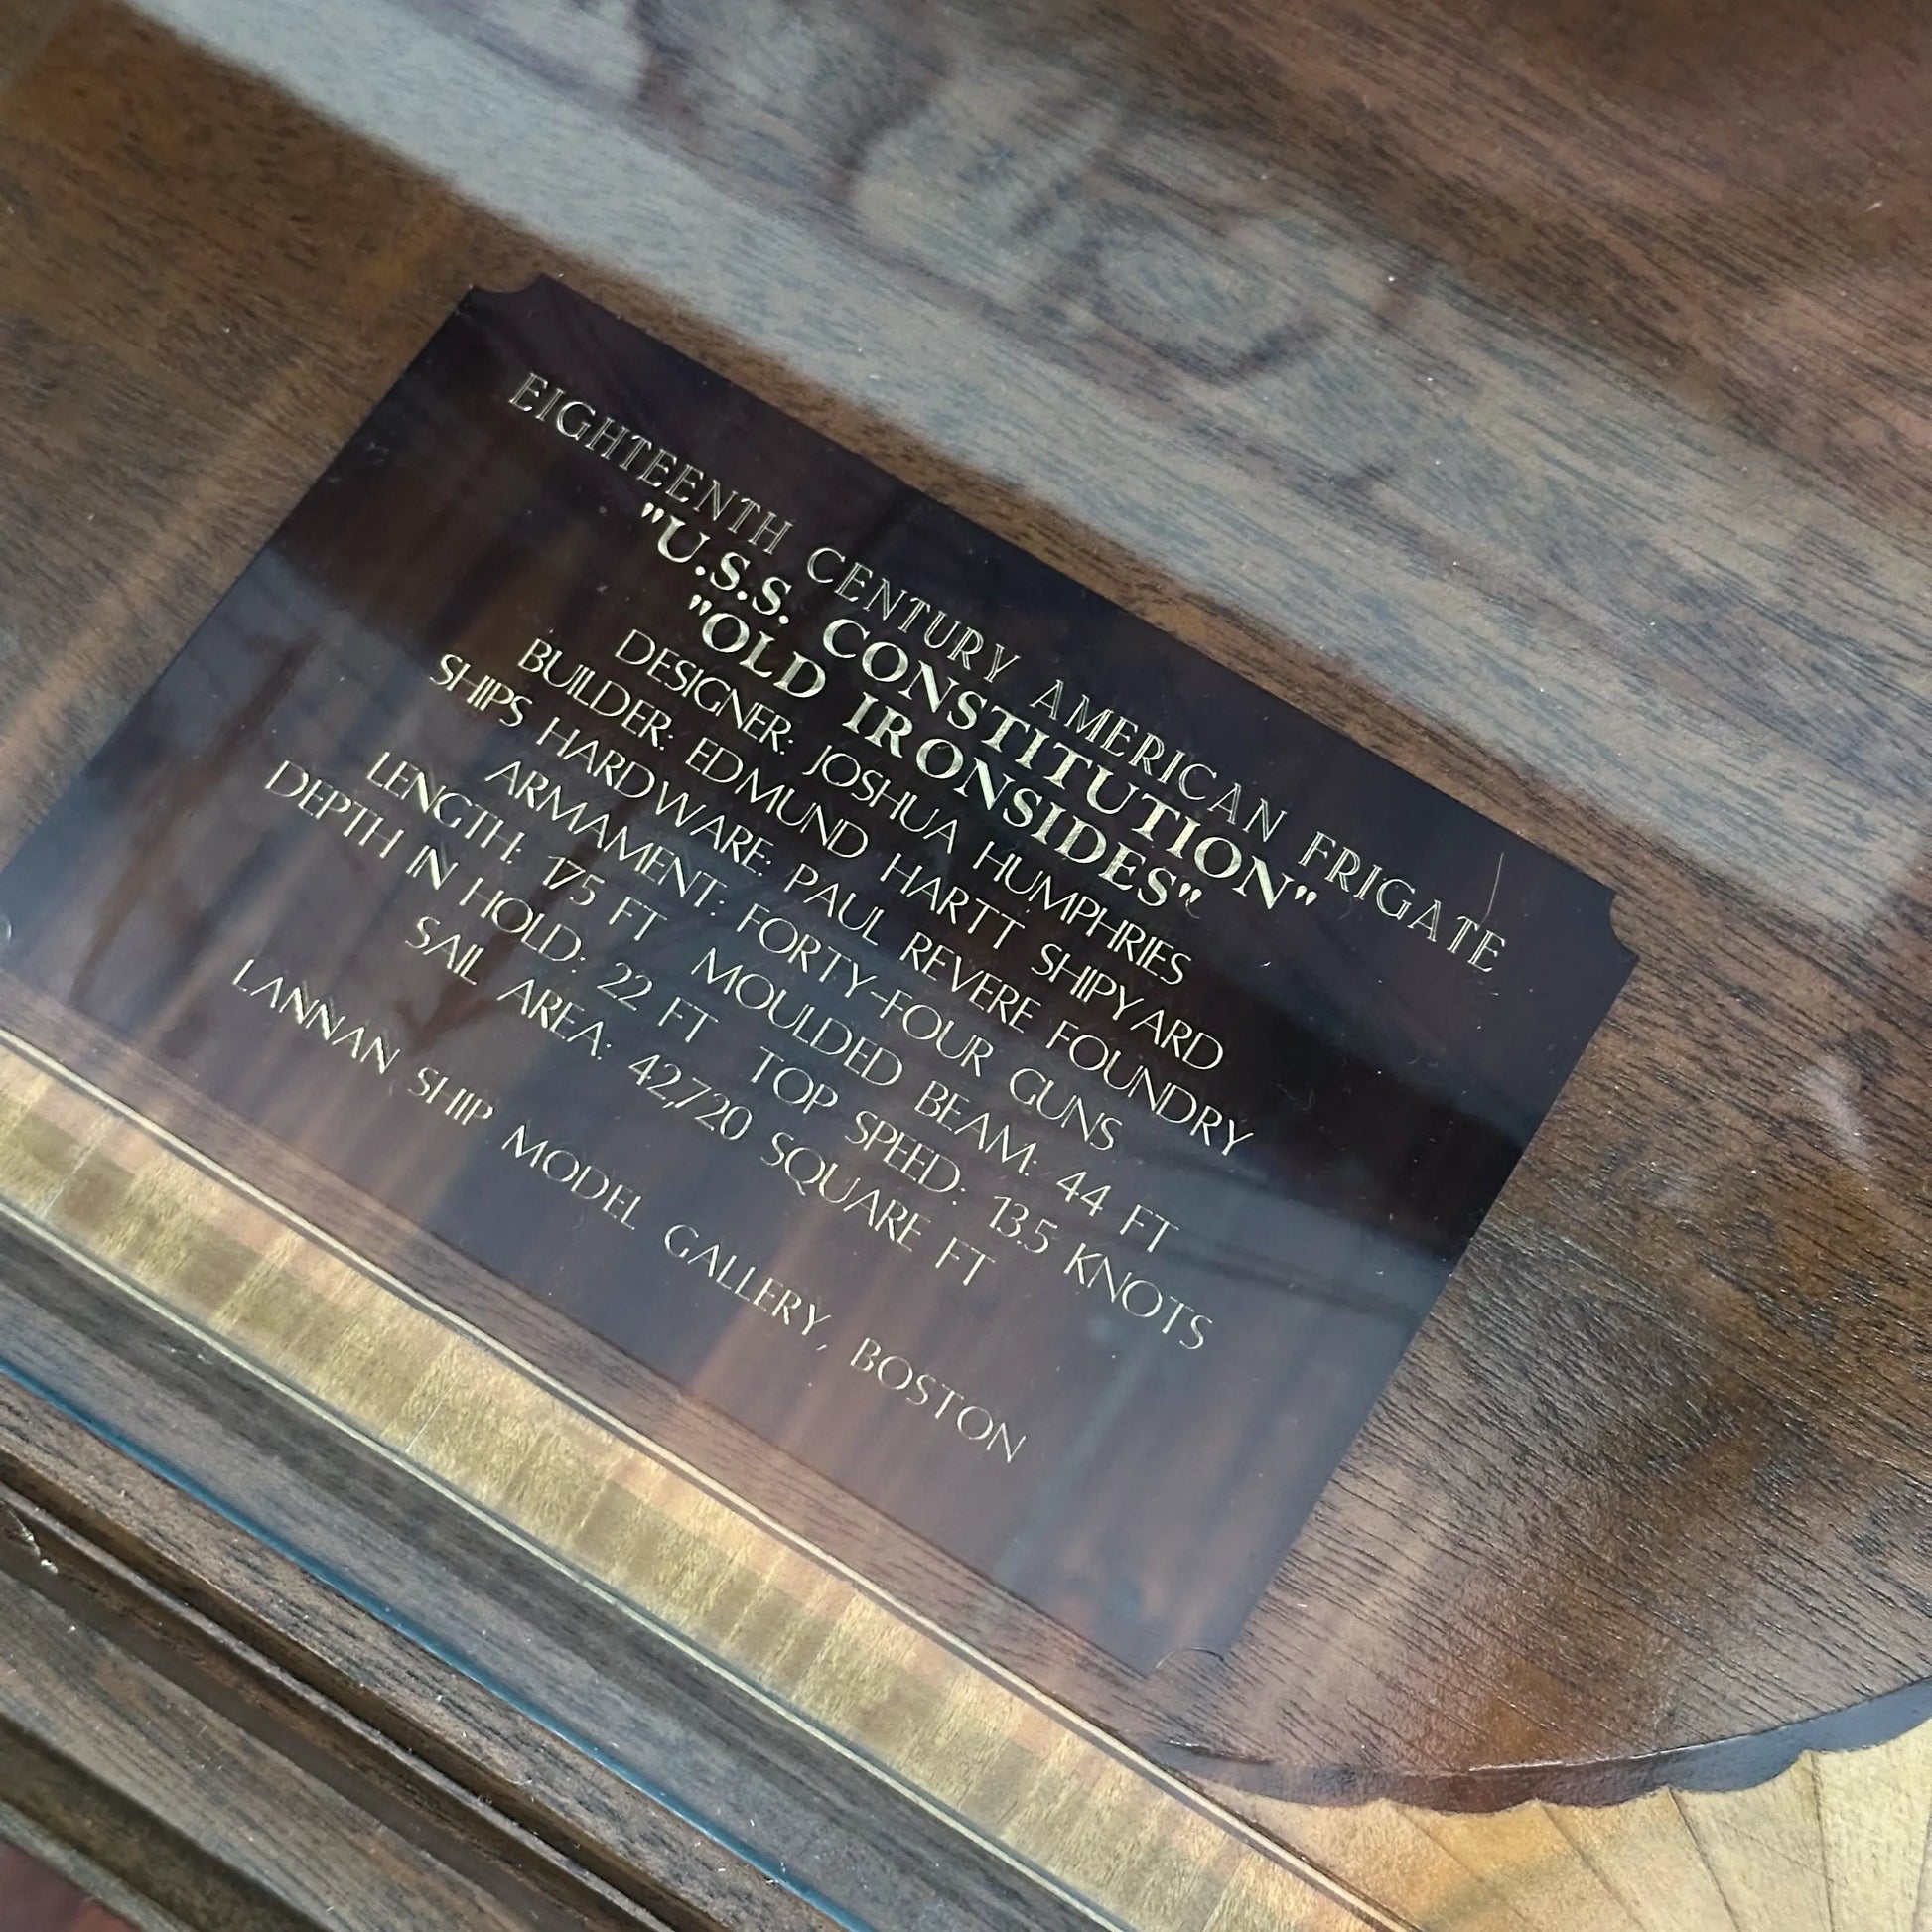 EIGHTEENTH CENTURY AMERICAN FRIGATE
"U.S.S. CONSTITUTION"
"OLD IRONSIDES"
DESIGNER: JOSHUA HUMPHRIES
BUILDER: EDMUND HARTT SHIPYARD
SHIPS HARDWARE: PAUL REVERE FOUNDRY
ARMAMENT: FORTY-FOUR GUNS
LENGTH: 175 FT MOULDED BEAM: 44 FT
DEPTH IN HOLD: 22 FT TOP SPEED: 13.5 KNOTS
SAIL AREA: 42,720 SQUARE FT
LANNAN SHIP MODEL GALLERY, BOSTON